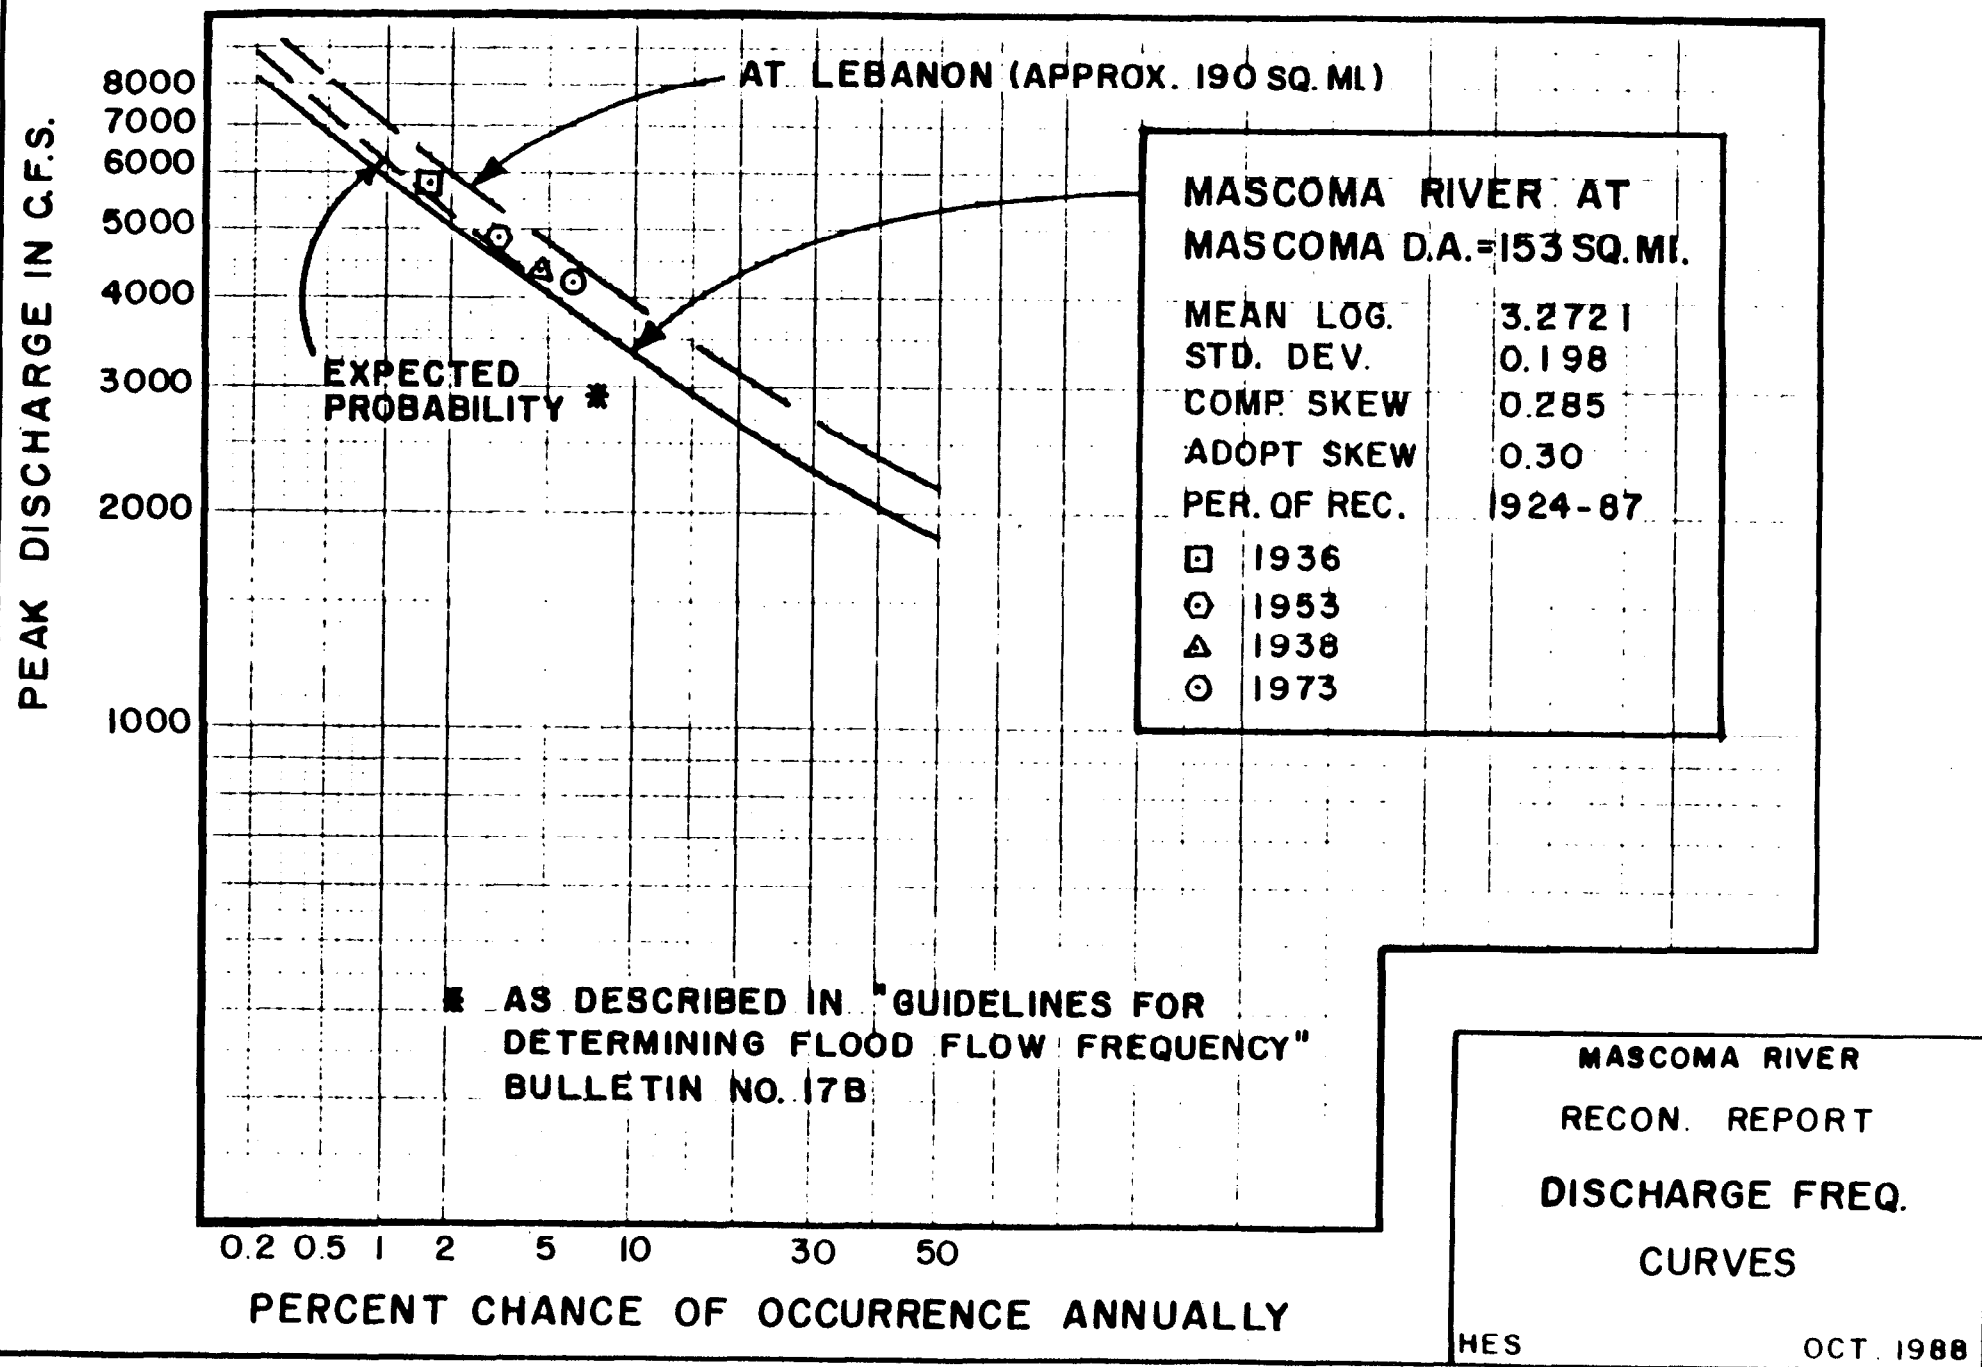 PEAK DISCHARGE IN C.F.S.
8000
7000
6000
5000
4000
3000
2000
1000
AT LEBANON (APPROX. 190 SQ. MI.)
EXPECTED
PROBABILITY *
MASCOMA RIVER AT
MASCOMA D.A.=153 SQ. MI.
MEAN LOG. 3.2721
STD. DEV. 0.198
COMP. SKEW 0.285
ADOPT SKEW 0.30
PER. OF REC. 1924-87
1936
1953
1938
1973
* AS DESCRIBED IN "GUIDELINES FOR
DETERMINING FLOOD FLOW FREQUENCY"
BULLETIN NO. 17B
0.2 0.5 1 2 5 10 30 50
PERCENT CHANCE OF OCCURRENCE ANNUALLY
MASCOMA RIVER
RECON. REPORT
DISCHARGE FREQ.
CURVES
HES OCT. 1988